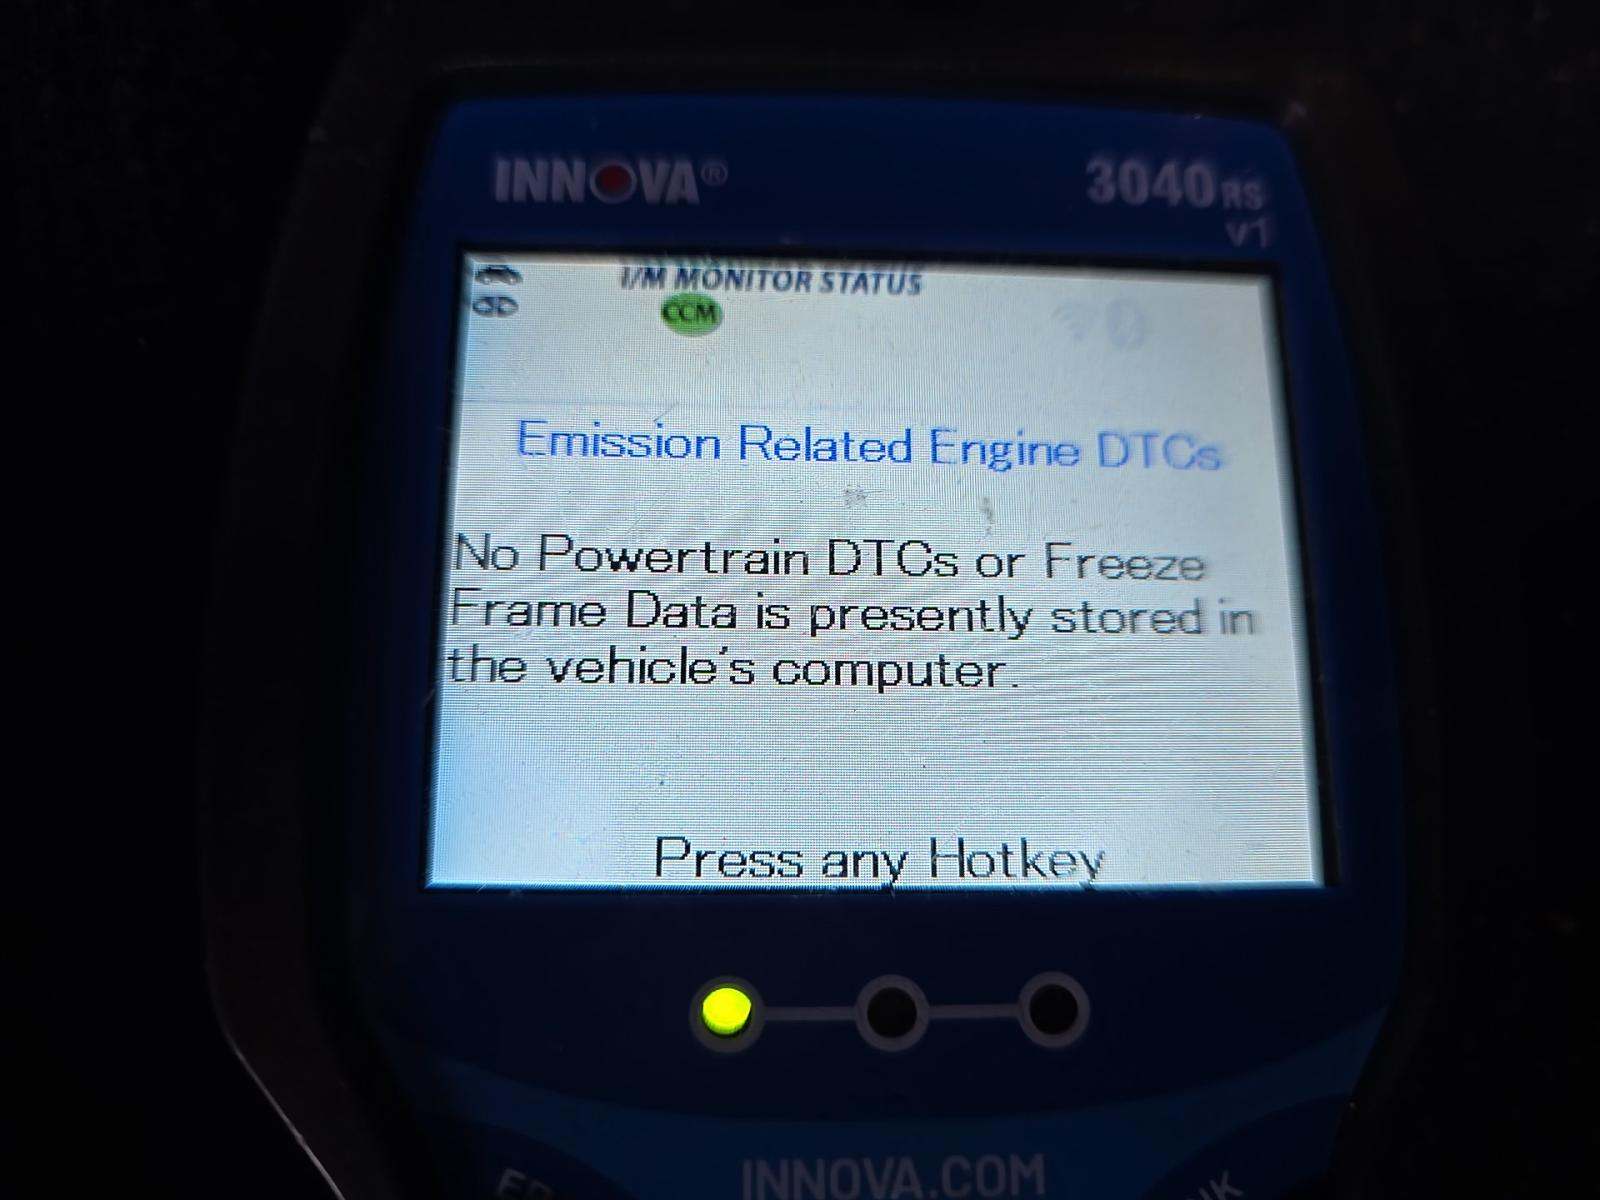 INNOVA®
3040RS
v1
I/M MONITOR STATUS
CCM
Emission Related Engine DTCs
No Powertrain DTCs or Freeze
Frame Data is presently stored in
the vehicle's computer.
Press any Hotkey
INNOVA.COM